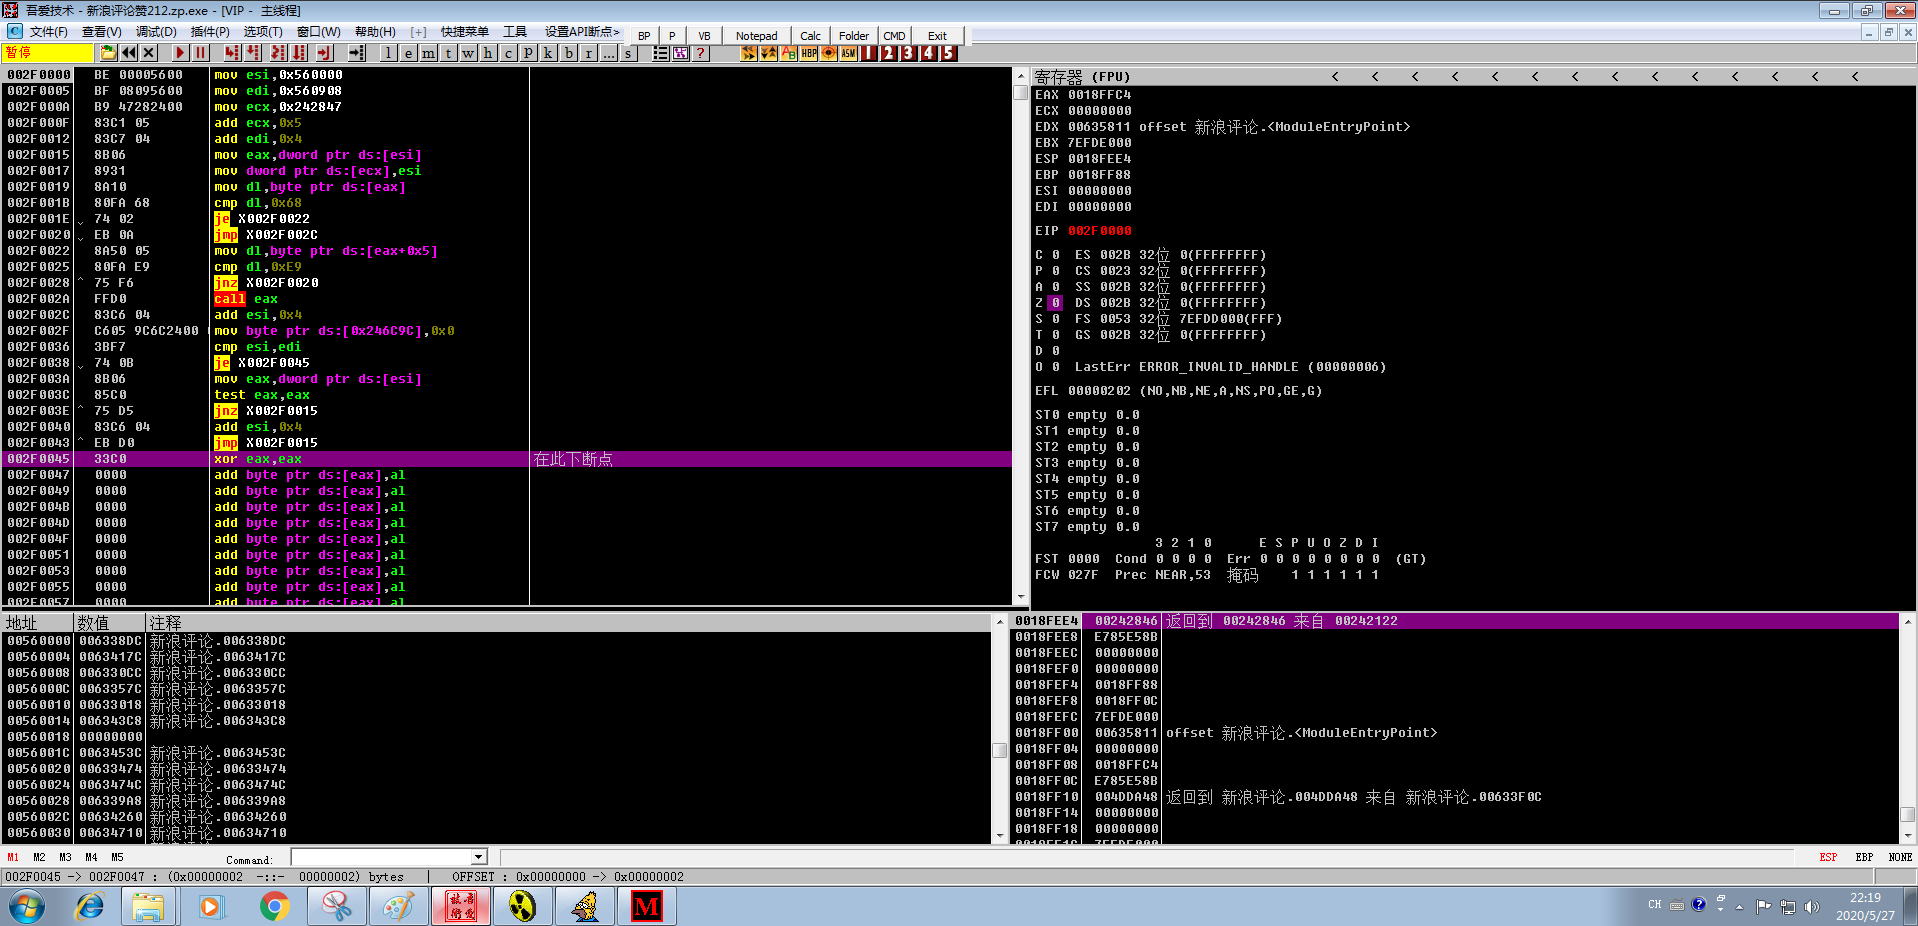 吾爱技术 - 新浪评论赞212.zp.exe - [VIP - 主线程]
文件(F) 查看(V) 调试(D) 插件(P) 选项(T) 窗口(W) 帮助(H) [+] 快捷菜单 工具 设置API断点> BP P VB Notepad Calc Folder CMD Exit
暂停 l e m t w h c p k b r ... s ? HBP ASM 1 2 3 4 5
002F0000 BE 00005600 mov esi,0x560000
002F0005 BF 08095600 mov edi,0x560908
002F000A B9 47282400 mov ecx,0x242847
002F000F 83C1 05 add ecx,0x5
002F0012 83C7 04 add edi,0x4
002F0015 8B06 mov eax,dword ptr ds:[esi]
002F0017 8931 mov dword ptr ds:[ecx],esi
002F0019 8A10 mov dl,byte ptr ds:[eax]
002F001B 80FA 68 cmp dl,0x68
002F001E 74 02 je X002F0022
002F0020 EB 0A jmp X002F002C
002F0022 8A50 05 mov dl,byte ptr ds:[eax+0x5]
002F0025 80FA E9 cmp dl,0xE9
002F0028 75 F6 jnz X002F0020
002F002A FFD0 call eax
002F002C 83C6 04 add esi,0x4
002F002F C605 9C6C2400 mov byte ptr ds:[0x246C9C],0x0
002F0036 3BF7 cmp esi,edi
002F0038 74 0B je X002F0045
002F003A 8B06 mov eax,dword ptr ds:[esi]
002F003C 85C0 test eax,eax
002F003E 75 D5 jnz X002F0015
002F0040 83C6 04 add esi,0x4
002F0043 EB D0 jmp X002F0015
002F0045 33C0 xor eax,eax 在此下断点
002F0047 0000 add byte ptr ds:[eax],al
002F0049 0000 add byte ptr ds:[eax],al
002F004B 0000 add byte ptr ds:[eax],al
002F004D 0000 add byte ptr ds:[eax],al
002F004F 0000 add byte ptr ds:[eax],al
002F0051 0000 add byte ptr ds:[eax],al
002F0053 0000 add byte ptr ds:[eax],al
002F0055 0000 add byte ptr ds:[eax],al
002F0057 0000 add byte ptr ds:[eax],al
寄存器 (FPU) < < < < < < < < < < < < < <
EAX 0018FFC4
ECX 00000000
EDX 00635811 offset 新浪评论.<ModuleEntryPoint>
EBX 7EFDE000
ESP 0018FEE4
EBP 0018FF88
ESI 00000000
EDI 00000000
EIP 002F0000
C 0 ES 002B 32位 0(FFFFFFFF)
P 0 CS 0023 32位 0(FFFFFFFF)
A 0 SS 002B 32位 0(FFFFFFFF)
Z 0 DS 002B 32位 0(FFFFFFFF)
S 0 FS 0053 32位 7EFDD000(FFF)
T 0 GS 002B 32位 0(FFFFFFFF)
D 0
O 0 LastErr ERROR_INVALID_HANDLE (00000006)
EFL 00000202 (NO,NB,NE,A,NS,PO,GE,G)
ST0 empty 0.0
ST1 empty 0.0
ST2 empty 0.0
ST3 empty 0.0
ST4 empty 0.0
ST5 empty 0.0
ST6 empty 0.0
ST7 empty 0.0
3 2 1 0 E S P U O Z D I
FST 0000 Cond 0 0 0 0 Err 0 0 0 0 0 0 0 0 (GT)
FCW 027F Prec NEAR,53 掩码 1 1 1 1 1 1
地址 数值 注释
00560000 006338DC 新浪评论.006338DC
00560004 0063417C 新浪评论.0063417C
00560008 006330CC 新浪评论.006330CC
0056000C 0063357C 新浪评论.0063357C
00560010 00633018 新浪评论.00633018
00560014 006343C8 新浪评论.006343C8
00560018 00000000
0056001C 0063453C 新浪评论.0063453C
00560020 00633474 新浪评论.00633474
00560024 0063474C 新浪评论.0063474C
00560028 006339A8 新浪评论.006339A8
0056002C 00634260 新浪评论.00634260
00560030 00634710 新浪评论.00634710
0018FEE4 00242846 返回到 00242846 来自 00242122
0018FEE8 E785E58B
0018FEEC 00000000
0018FEF0 00000000
0018FEF4 0018FF88
0018FEF8 0018FF0C
0018FEFC 7EFDE000
0018FF00 00635811 offset 新浪评论.<ModuleEntryPoint>
0018FF04 00000000
0018FF08 0018FFC4
0018FF0C E785E58B
0018FF10 004DDA48 返回到 新浪评论.004DDA48 来自 新浪评论.00633F0C
0018FF14 00000000
0018FF18 00000000
0018FF1C 7EFDE000
M1 M2 M3 M4 M5 Command: ESP EBP NONE
002F0045 -> 002F0047 : (0x00000002 -::- 00000002) bytes | OFFSET : 0x00000000 -> 0x00000002
吾爱技术 M CH 22:19
2020/5/27